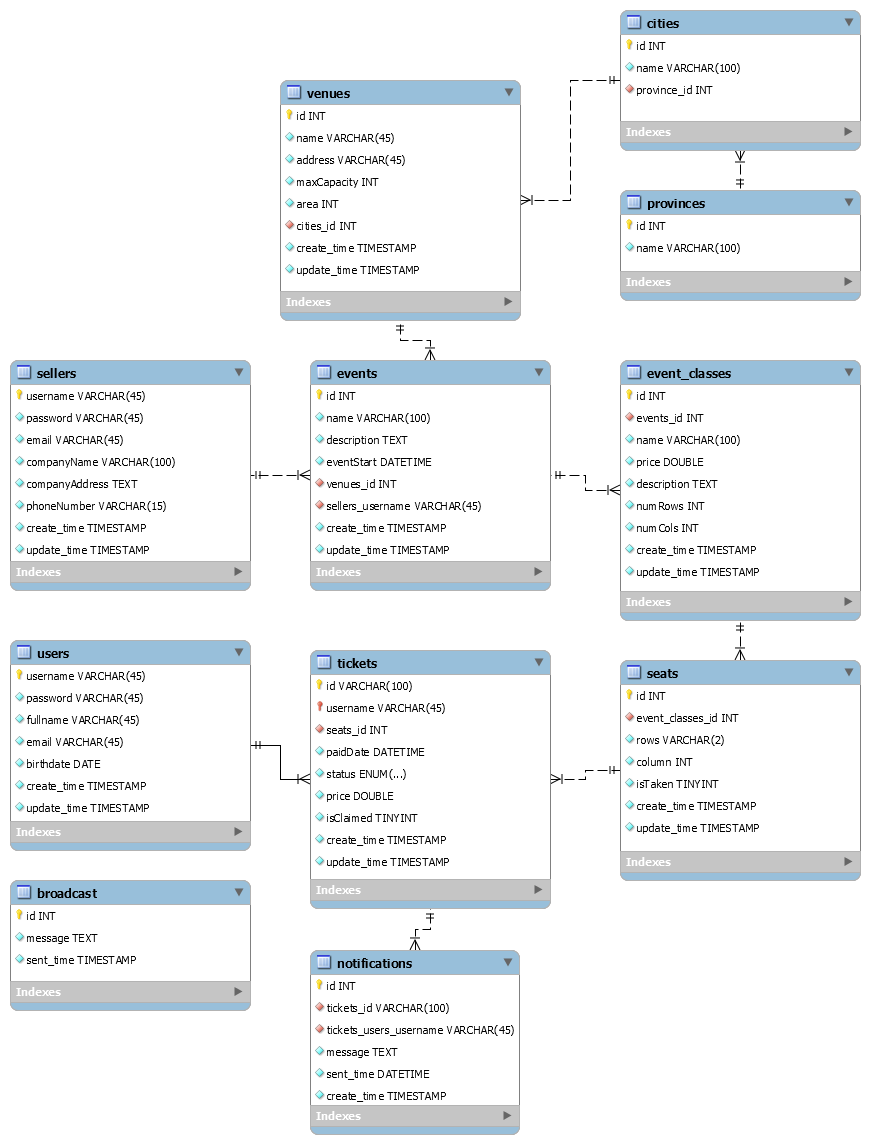 cities
id INT
name VARCHAR(100)
province_id INT
Indexes
venues
id INT
name VARCHAR(45)
address VARCHAR(45)
maxCapacity INT
area INT
cities_id INT
create_time TIMESTAMP
update_time TIMESTAMP
Indexes
provinces
id INT
name VARCHAR(100)
Indexes
sellers
username VARCHAR(45)
password VARCHAR(45)
email VARCHAR(45)
companyName VARCHAR(100)
companyAddress TEXT
phoneNumber VARCHAR(15)
create_time TIMESTAMP
update_time TIMESTAMP
Indexes
events
id INT
name VARCHAR(100)
description TEXT
eventStart DATETIME
venues_id INT
sellers_username VARCHAR(45)
create_time TIMESTAMP
update_time TIMESTAMP
Indexes
event_classes
id INT
events_id INT
name VARCHAR(100)
price DOUBLE
description TEXT
numRows INT
numCols INT
create_time TIMESTAMP
update_time TIMESTAMP
Indexes
users
username VARCHAR(45)
password VARCHAR(45)
fullname VARCHAR(45)
email VARCHAR(45)
birthdate DATE
create_time TIMESTAMP
update_time TIMESTAMP
Indexes
tickets
id VARCHAR(100)
username VARCHAR(45)
seats_id INT
paidDate DATETIME
status ENUM(...)
price DOUBLE
isClaimed TINYINT
create_time TIMESTAMP
update_time TIMESTAMP
Indexes
seats
id INT
event_classes_id INT
rows VARCHAR(2)
column INT
isTaken TINYINT
create_time TIMESTAMP
update_time TIMESTAMP
Indexes
broadcast
id INT
message TEXT
sent_time TIMESTAMP
Indexes
notifications
id INT
tickets_id VARCHAR(100)
tickets_users_username VARCHAR(45)
message TEXT
sent_time DATETIME
create_time TIMESTAMP
Indexes